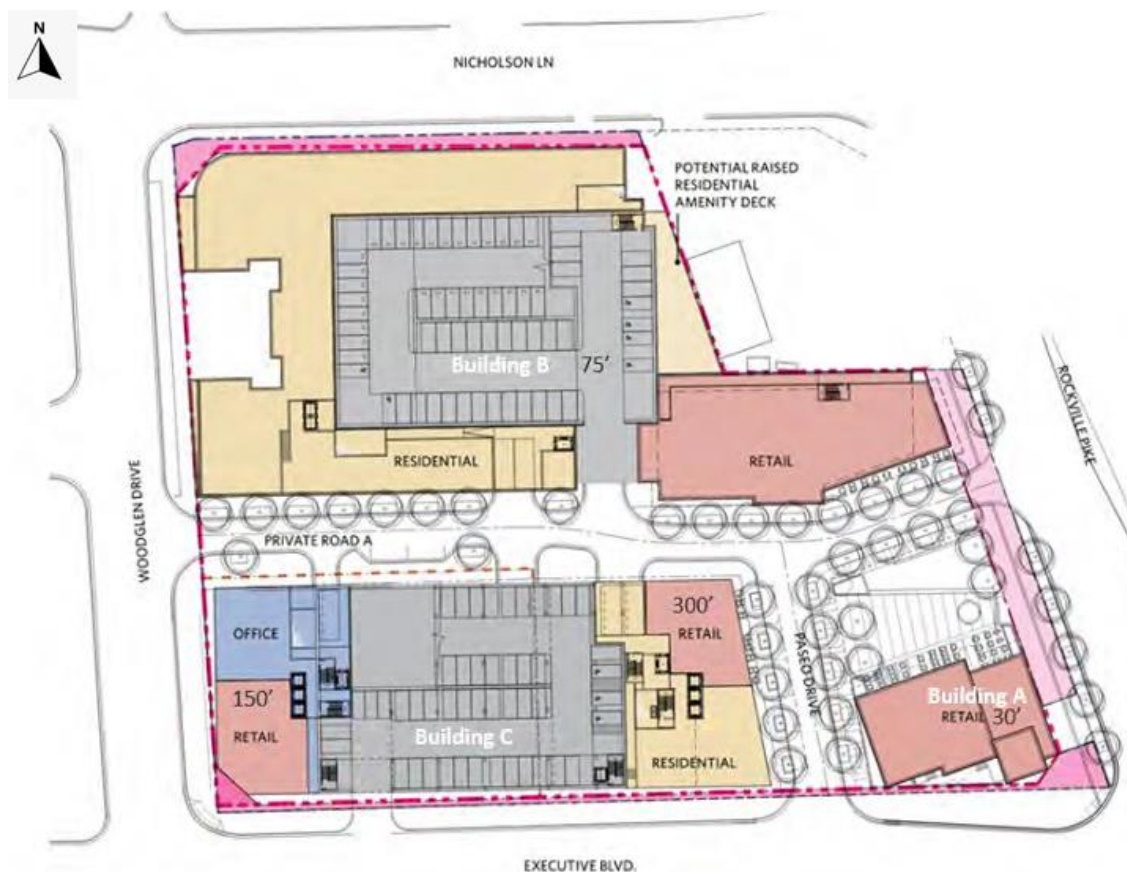 N
NICHOLSON LN
POTENTIAL RAISED
RESIDENTIAL
AMENITY DECK
Building B
75'
ROCKVILLE PIKE
RESIDENTIAL
RETAIL
WOODGLEN DRIVE
PRIVATE ROAD A
OFFICE
300'
RETAIL
PASEO DRIVE
150'
RETAIL
Building C
RESIDENTIAL
Building A
RETAIL 30'
EXECUTIVE BLVD.